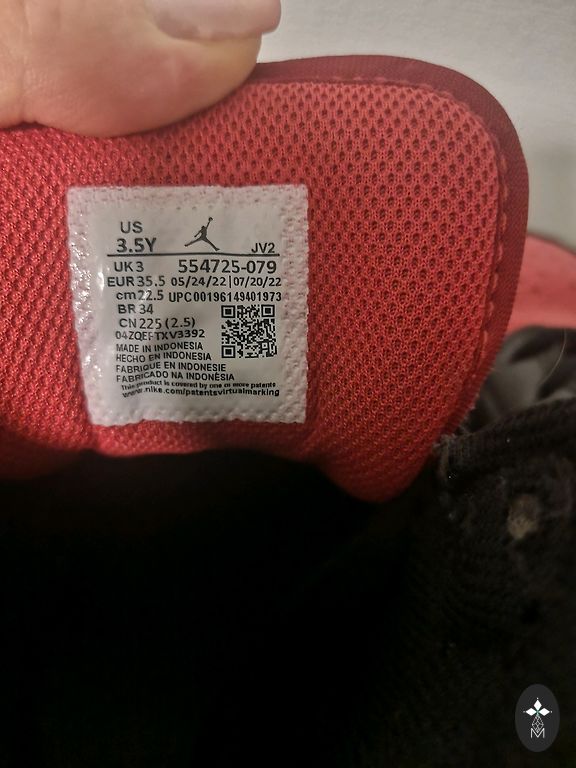 US
3.5Y JV2
UK 3 554725-079
EUR 35.5 05/24/22 | 07/20/22
cm 22.5 UPC 00196149401973
BR 34
CN 225 (2.5)
MADE IN INDONESIA
HECHO EN INDONESIA
FABRIQUE EN INDONESIE
FABRICADO NA INDONÉSIA
This product is covered by one or more patents
www.nike.com/patentsvirtualmarking
M